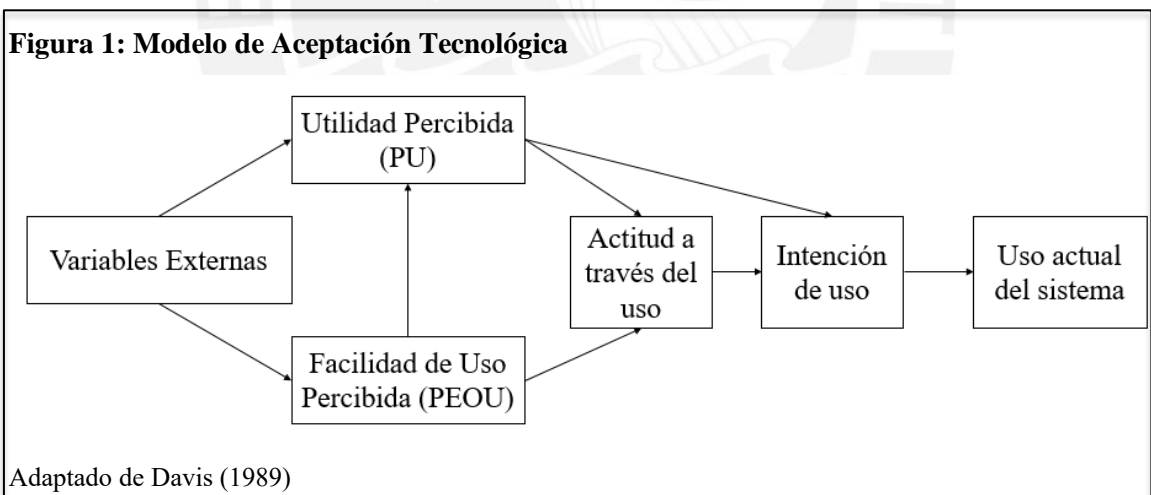 Figura 1: Modelo de Aceptación Tecnológica
Utilidad Percibida
(PU)
Variables Externas
Actitud a
través del
uso
Intención
de uso
Uso actual
del sistema
Facilidad de Uso
Percibida (PEOU)
Adaptado de Davis (1989)